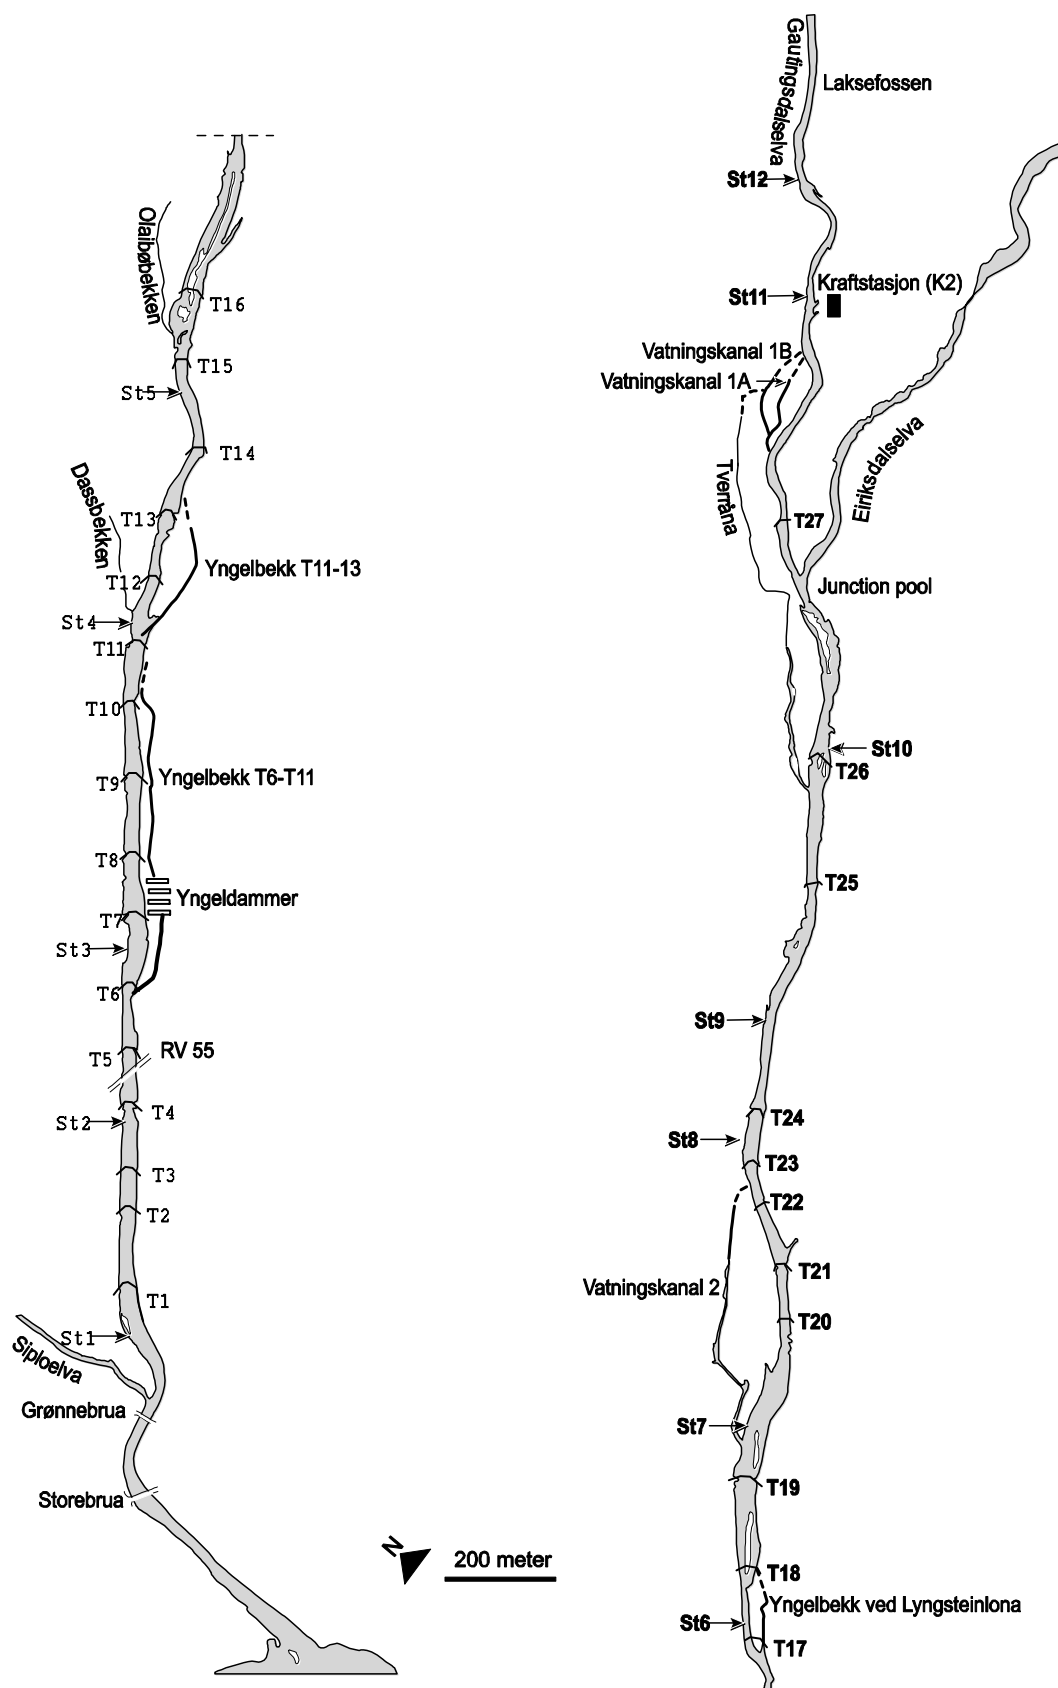 Olaibøbekken
T16
T15
St5
T14
Dassbekken
T13
Yngelbekk T11-13
T12
St4
T11
T10
Yngelbekk T6-T11
T9
T8
Yngeldammer
T7
St3
T6
RV 55
T5
T4
St2
T3
T2
T1
St1
Siploelva
Grønnebrua
Storebrua
N
200 meter
Gautingsdalselva
Laksefossen
St12
Kraftstasjon (K2)
St11
Vatningskanal 1B
Vatningskanal 1A
Tverråna
Eiriksdalselva
T27
Junction pool
St10
T26
T25
St9
T24
St8
T23
T22
T21
Vatningskanal 2
T20
St7
T19
T18
Yngelbekk ved Lyngsteinlona
St6
T17